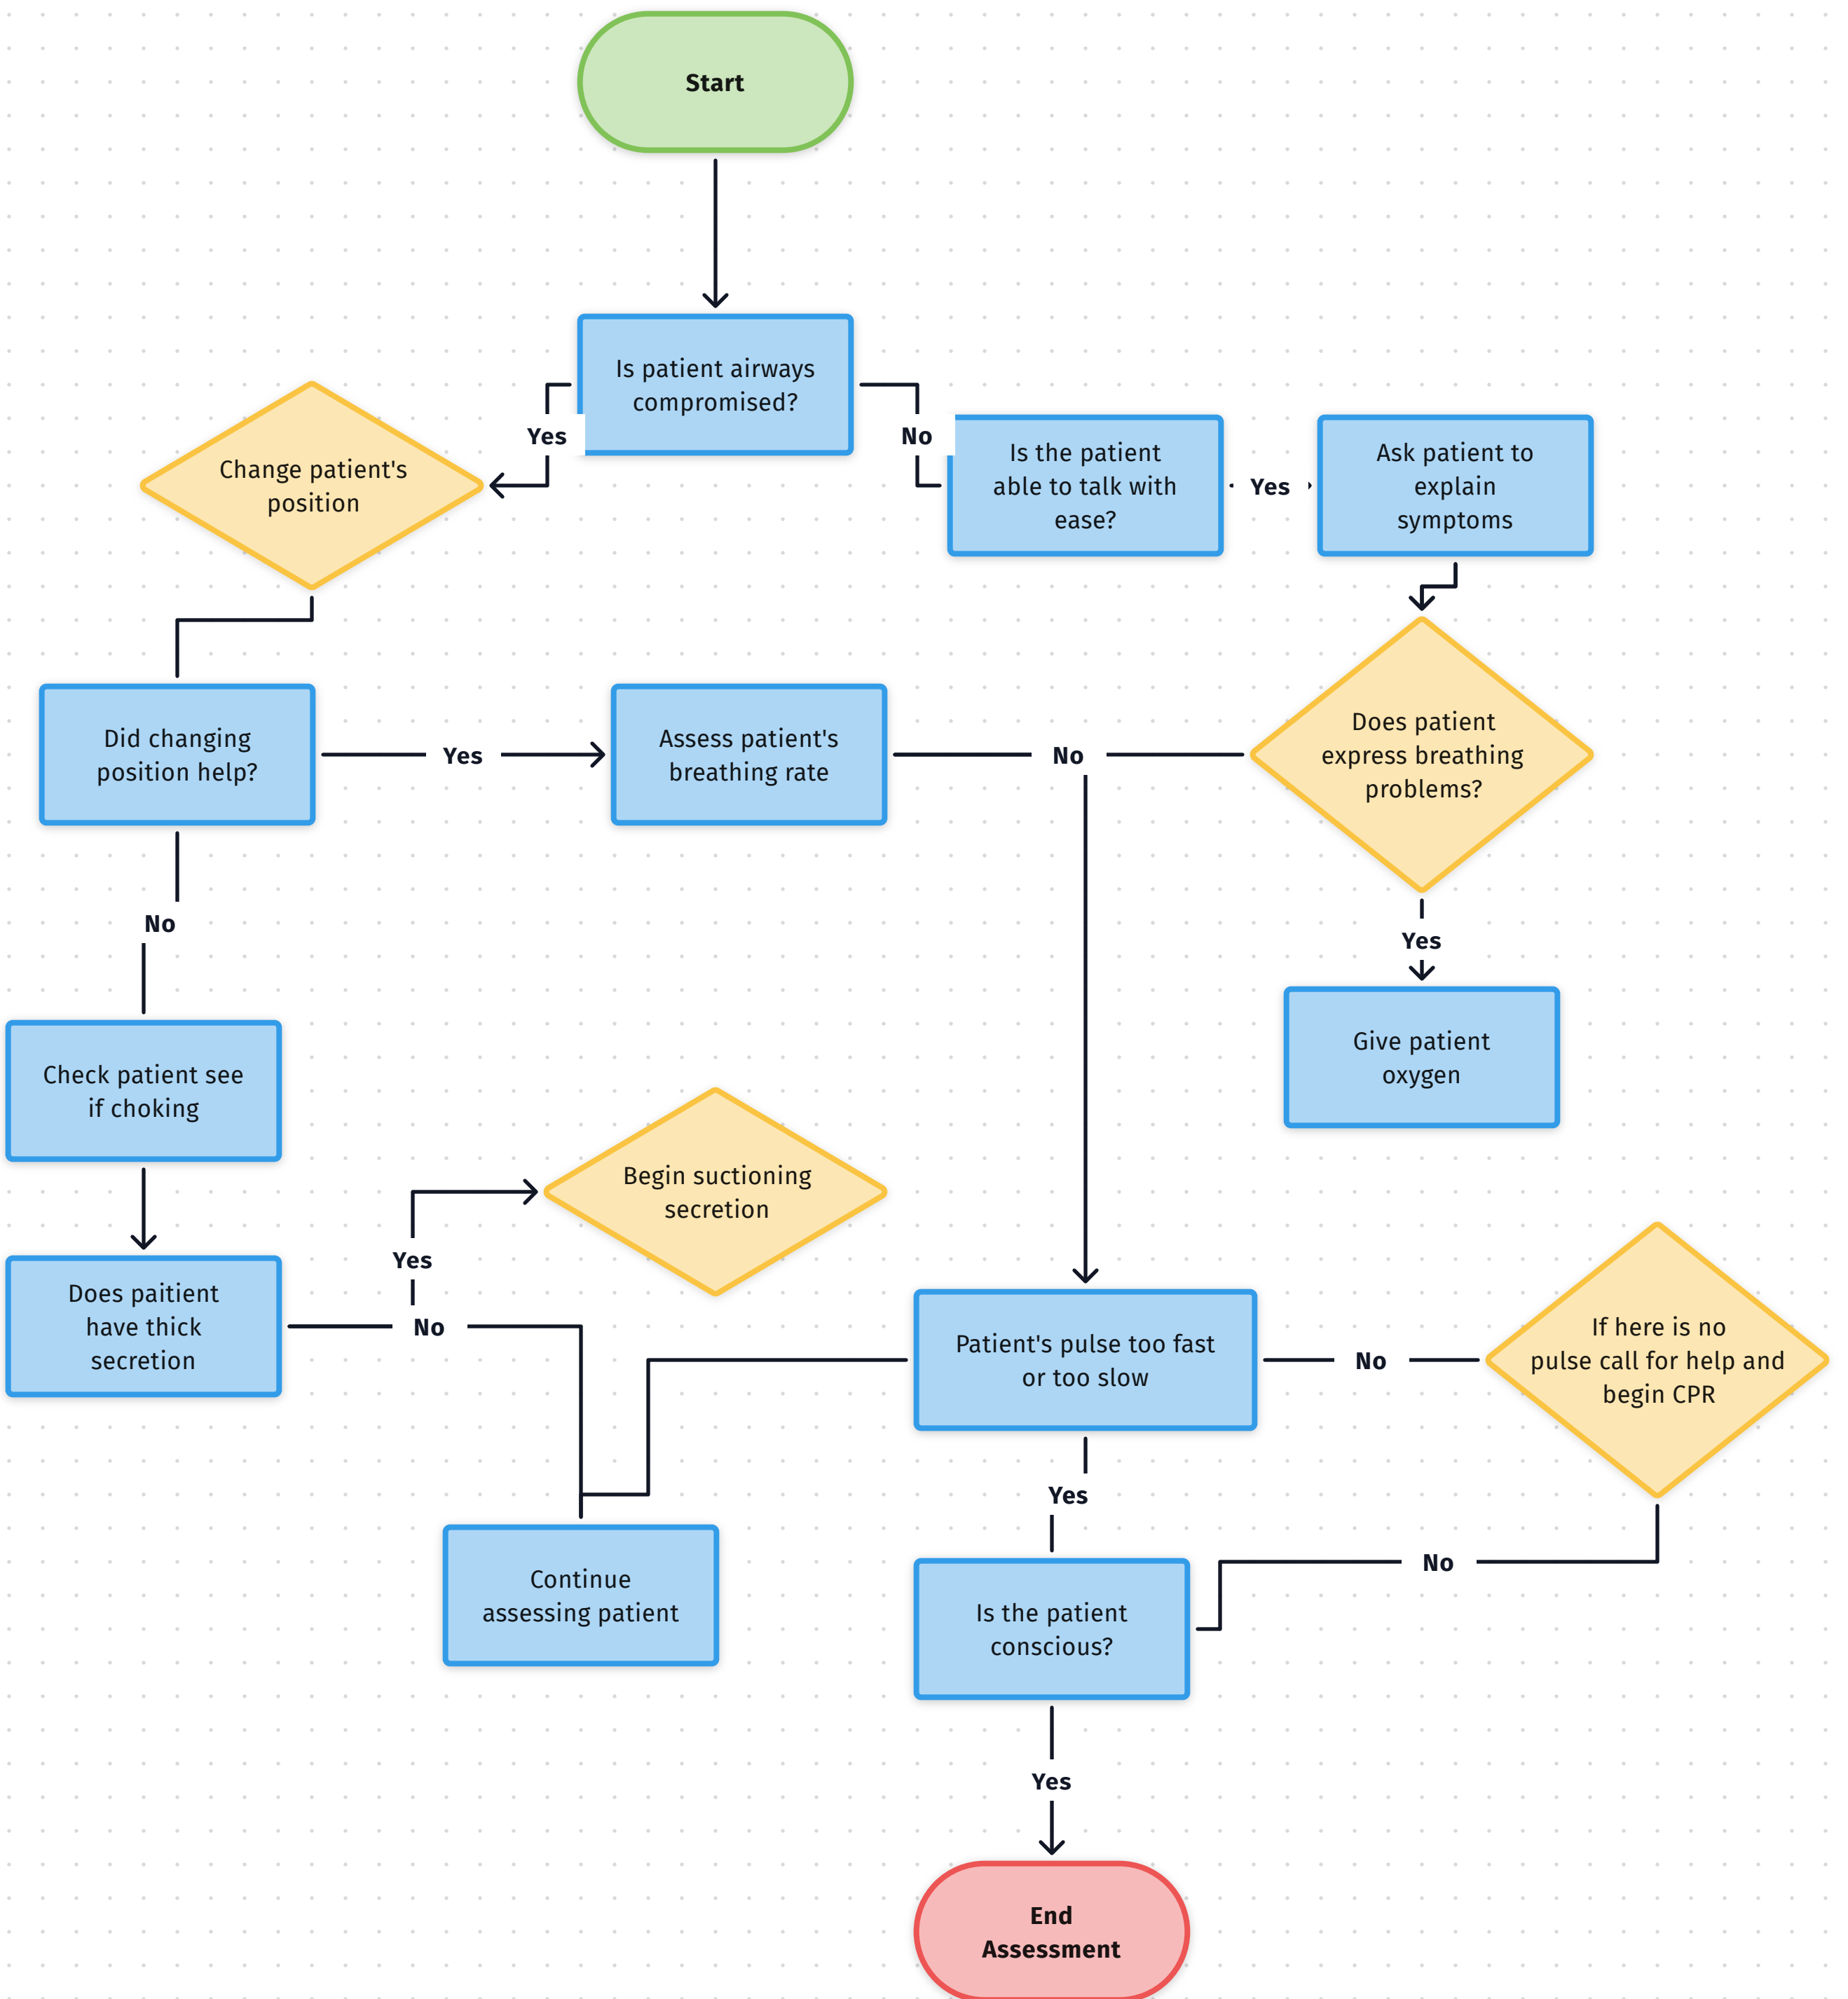 Start
Is patient airways
compromised?
Yes
No
Change patient's
position
Is the patient
able to talk with
ease?
Yes
Ask patient to
explain
symptoms
Did changing
position help?
Yes
Assess patient's
breathing rate
No
Does patient
express breathing
problems?
No
Yes
Check patient see
if choking
Give patient
oxygen
Begin suctioning
secretion
Yes
Does paitient
have thick
secretion
No
Patient's pulse too fast
or too slow
No
If here is no
pulse call for help and
begin CPR
Yes
Continue
assessing patient
No
Is the patient
conscious?
Yes
End
Assessment